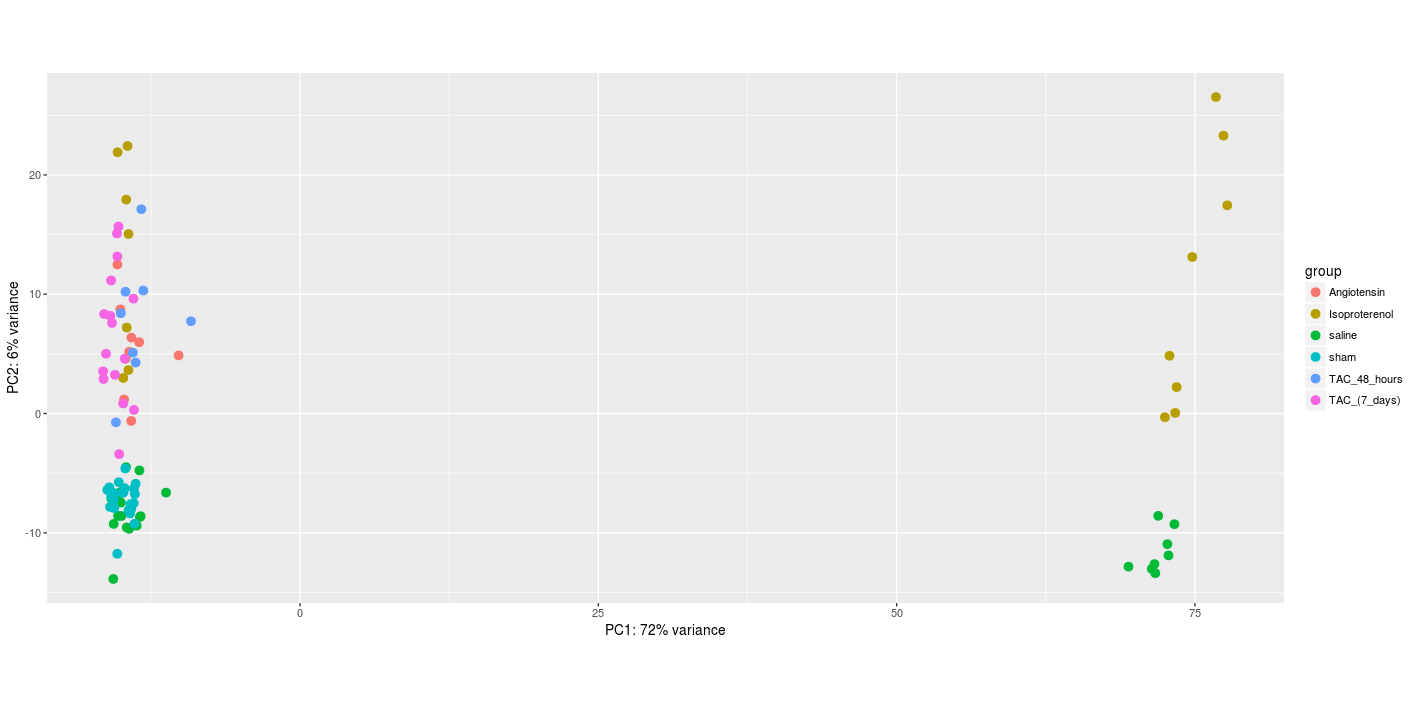 PC2: 6% variance
20
10
0
-10
0
25
50
75
PC1: 72% variance
group
Angiotensin
Isoproterenol
saline
sham
TAC_48_hours
TAC_(7_days)